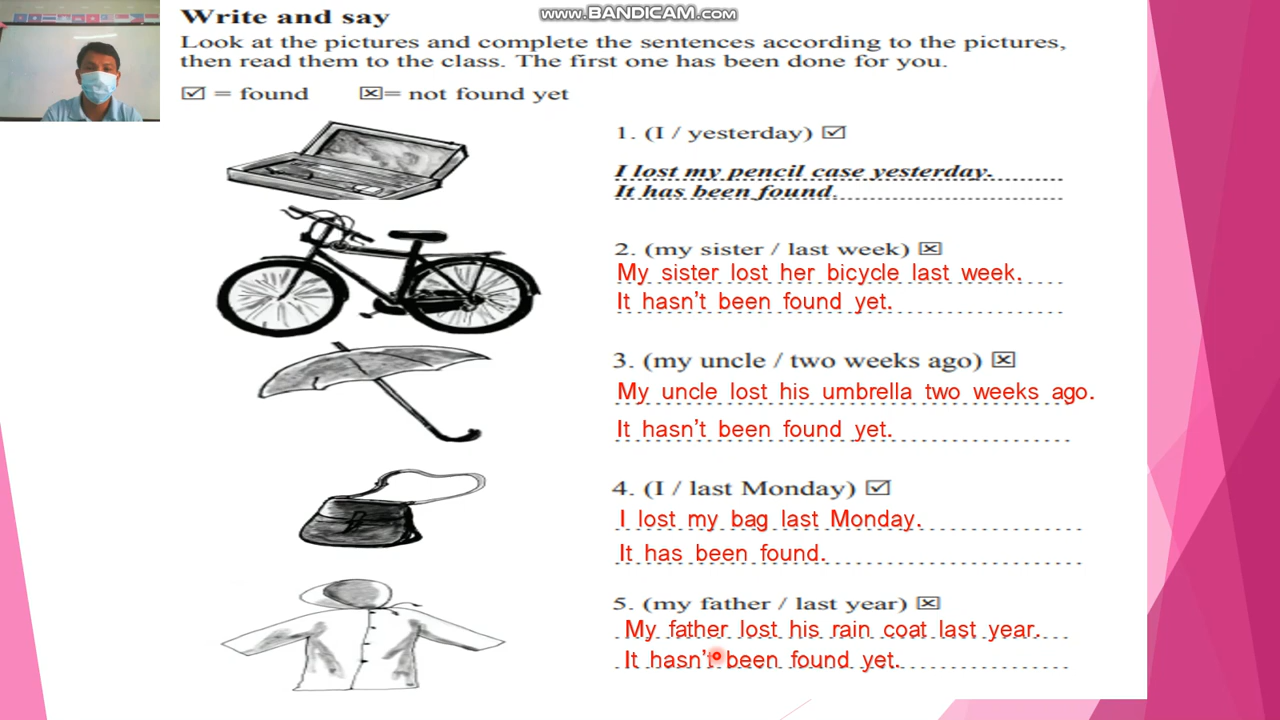 www.BANDICAM.com
Write and say
Look at the pictures and complete the sentences according to the pictures,
then read them to the class. The first one has been done for you.
☑ = found ☒= not found yet
1. (I / yesterday) ☑
I lost my pencil case yesterday.
It has been found.
2. (my sister / last week) ☒
My sister lost her bicycle last week.
It hasn't been found yet.
3. (my uncle / two weeks ago) ☒
My uncle lost his umbrella two weeks ago.
It hasn't been found yet.
4. (I / last Monday) ☑
I lost my bag last Monday.
It has been found.
5. (my father / last year) ☒
My father lost his rain coat last year.
It hasn't been found yet.